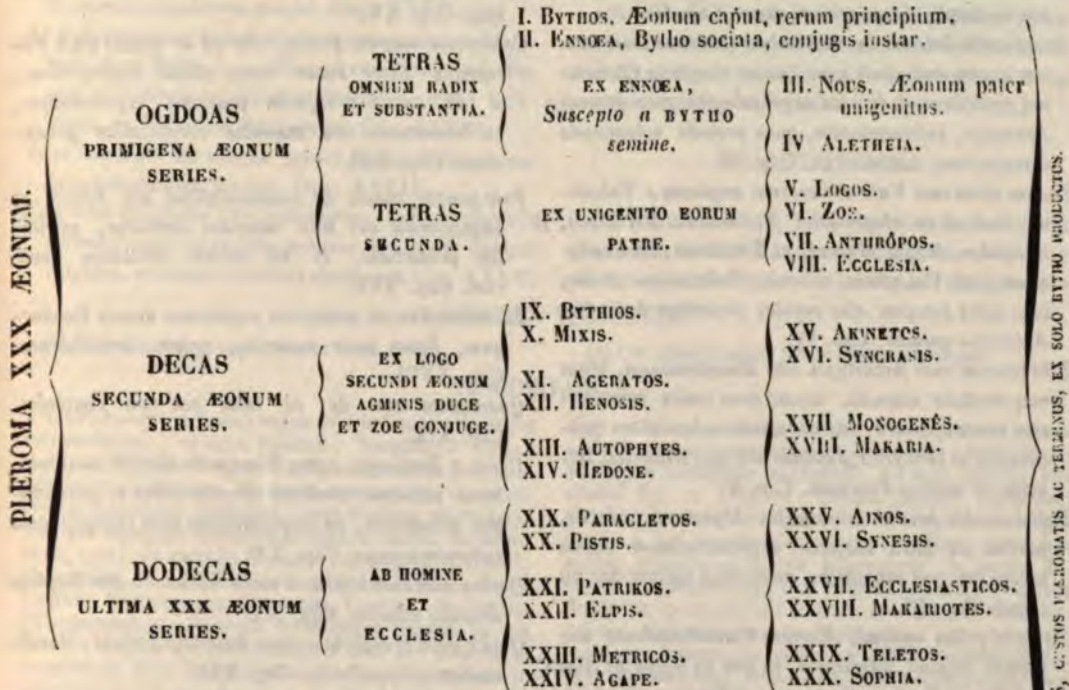 PLEROMA XXX ÆONUM.
OGDOAS
PRIMIGENA ÆONUM
SERIES.
TETRAS
OMNIUM RADIX
ET SUBSTANTIA.
I. BYTHOS. Æonum caput, rerum principium.
II. ENNŒA, Bytho sociata, conjugis instar.
EX ENNŒA,
Suscepto a BYTHO
semine.
III. NOUS. Æonum pater
unigenitus.
IV ALETHEIA.
TETRAS
SECUNDA.
EX UNIGENITO EORUM
PATRE.
V. LOGOS.
VI. ZOE.
VII. ANTHRÔPOS.
VIII. ECCLESIA.
DECAS
SECUNDA ÆONUM
SERIES.
EX LOGO
SECUNDI ÆONUM
AGMINIS DUCE
ET ZOE CONJUGE.
IX. BYTHIOS.
X. MIXIS.
XI. AGERATOS.
XII. HENOSIS.
XIII. AUTOPHYES.
XIV. HEDONE.
XV. AKINETOS.
XVI. SYNCRASIS.
XVII MONOGENÊS.
XVIII. MAKARIA.
DODECAS
ULTIMA XXX ÆONUM
SERIES.
AB HOMINE
ET
ECCLESIA.
XIX. PARACLETOS.
XX. PISTIS.
XXI. PATRIKOS.
XXII. ELPIS.
XXIII. METRICOS.
XXIV. AGAPE.
XXV. AINOS.
XXVI. SYNESIS.
XXVII. ECCLESIASTICOS.
XXVIII. MAKARIOTES.
XXIX. TELETOS.
XXX. SOPHIA.
CUSTOS PLEROMATIS AC TERMINUS, EX SOLO BYTHO PRODUCTUS.